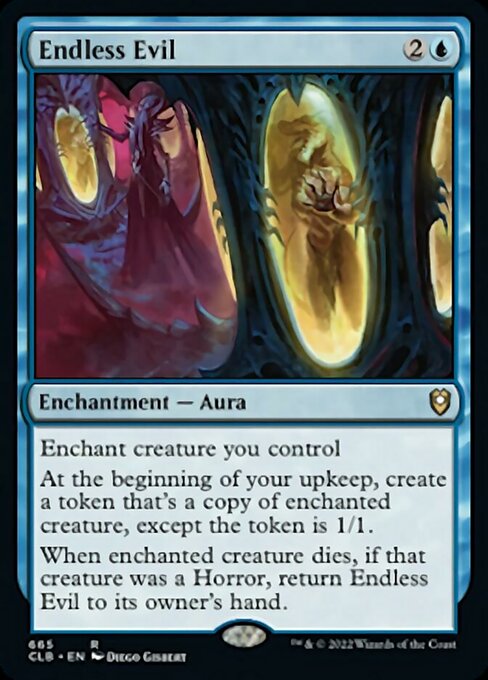 Endless Evil 2
Enchantment — Aura
Enchant creature you control
At the beginning of your upkeep, create
a token that's a copy of enchanted
creature, except the token is 1/1.
When enchanted creature dies, if that
creature was a Horror, return Endless
Evil to its owner's hand.
665 R
CLB • EN Diego Gisbert
™ & © 2022 Wizards of the Coast